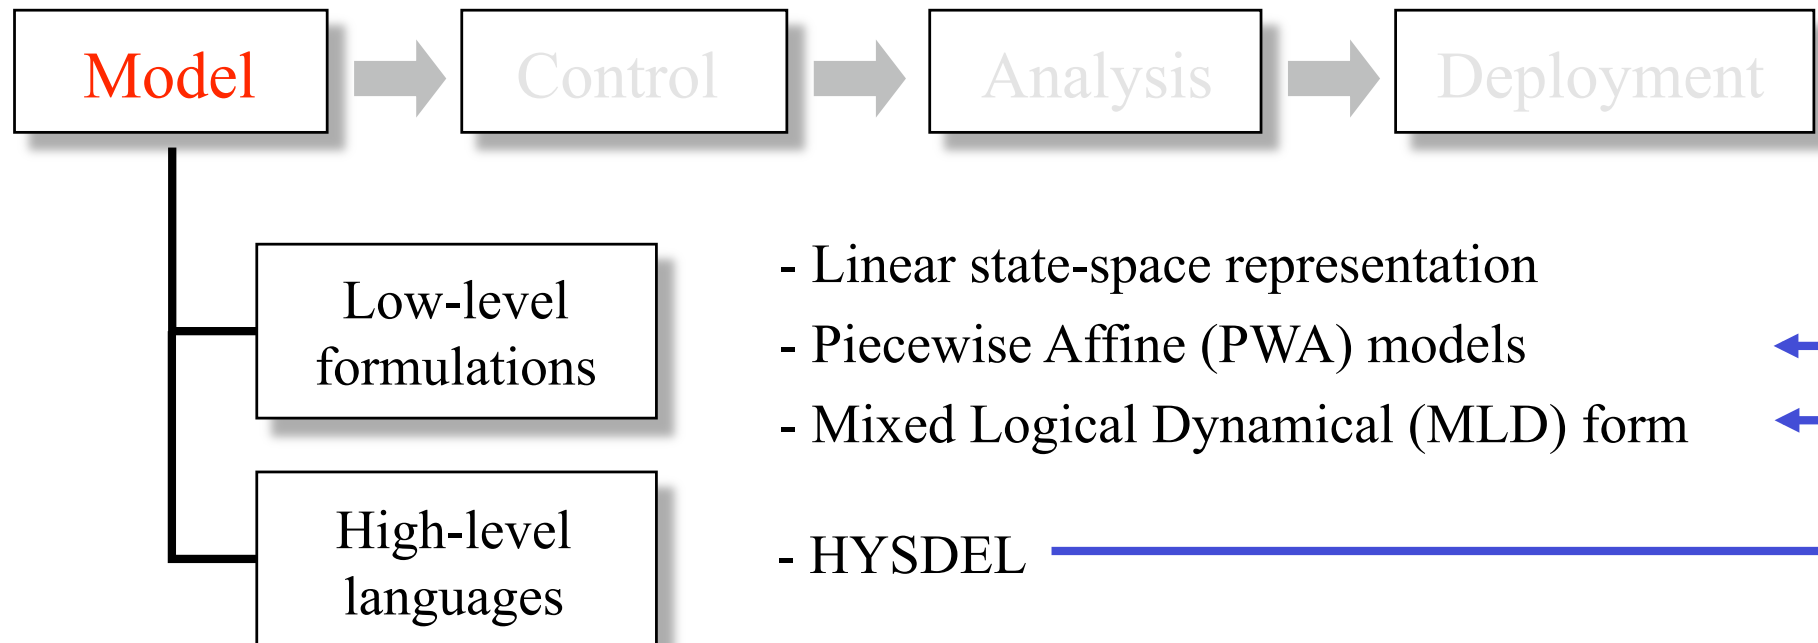 Model
Control
Analysis
Deployment
Low-level
formulations
- Linear state-space representation
- Piecewise Affine (PWA) models
- Mixed Logical Dynamical (MLD) form
High-level
languages
- HYSDEL